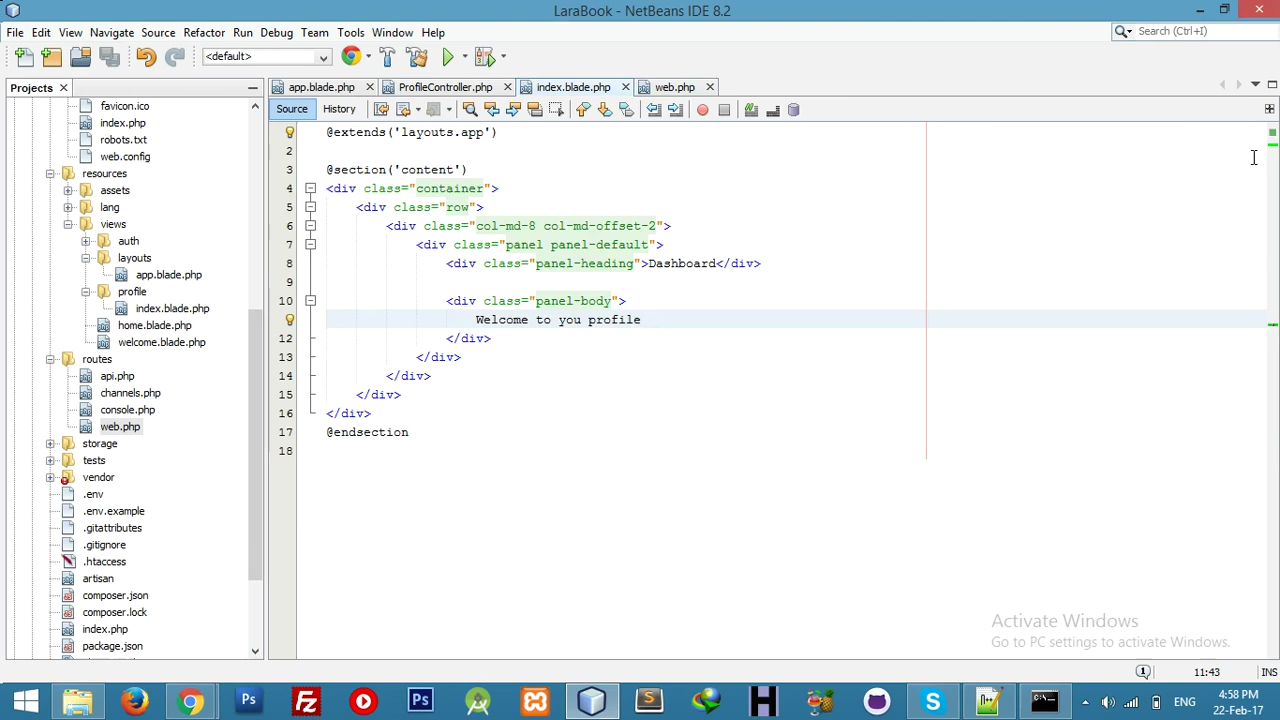 LaraBook - NetBeans IDE 8.2
File Edit View Navigate Source Refactor Run Debug Team Tools Window Help
Search (Ctrl+I)
<default>
Projects
app.blade.php ProfileController.php index.blade.php web.php
Source History
favicon.ico
index.php
robots.txt
web.config
resources
assets
lang
views
auth
layouts
app.blade.php
profile
index.blade.php
home.blade.php
welcome.blade.php
routes
api.php
channels.php
console.php
web.php
storage
tests
vendor
.env
.env.example
.gitattributes
.gitignore
.htaccess
artisan
composer.json
composer.lock
index.php
package.json
@extends('layouts.app')
2
3 @section('content')
4 <div class="container">
5 <div class="row">
6 <div class="col-md-8 col-md-offset-2">
7 <div class="panel panel-default">
8 <div class="panel-heading">Dashboard</div>
9
10 <div class="panel-body">
Welcome to you profile
12 </div>
13 </div>
14 </div>
15 </div>
16 </div>
17 @endsection
18
Activate Windows
Go to PC settings to activate Windows.
1 11:43 INS
Ps Fz Ps S H S ENG
4:58 PM
22-Feb-17